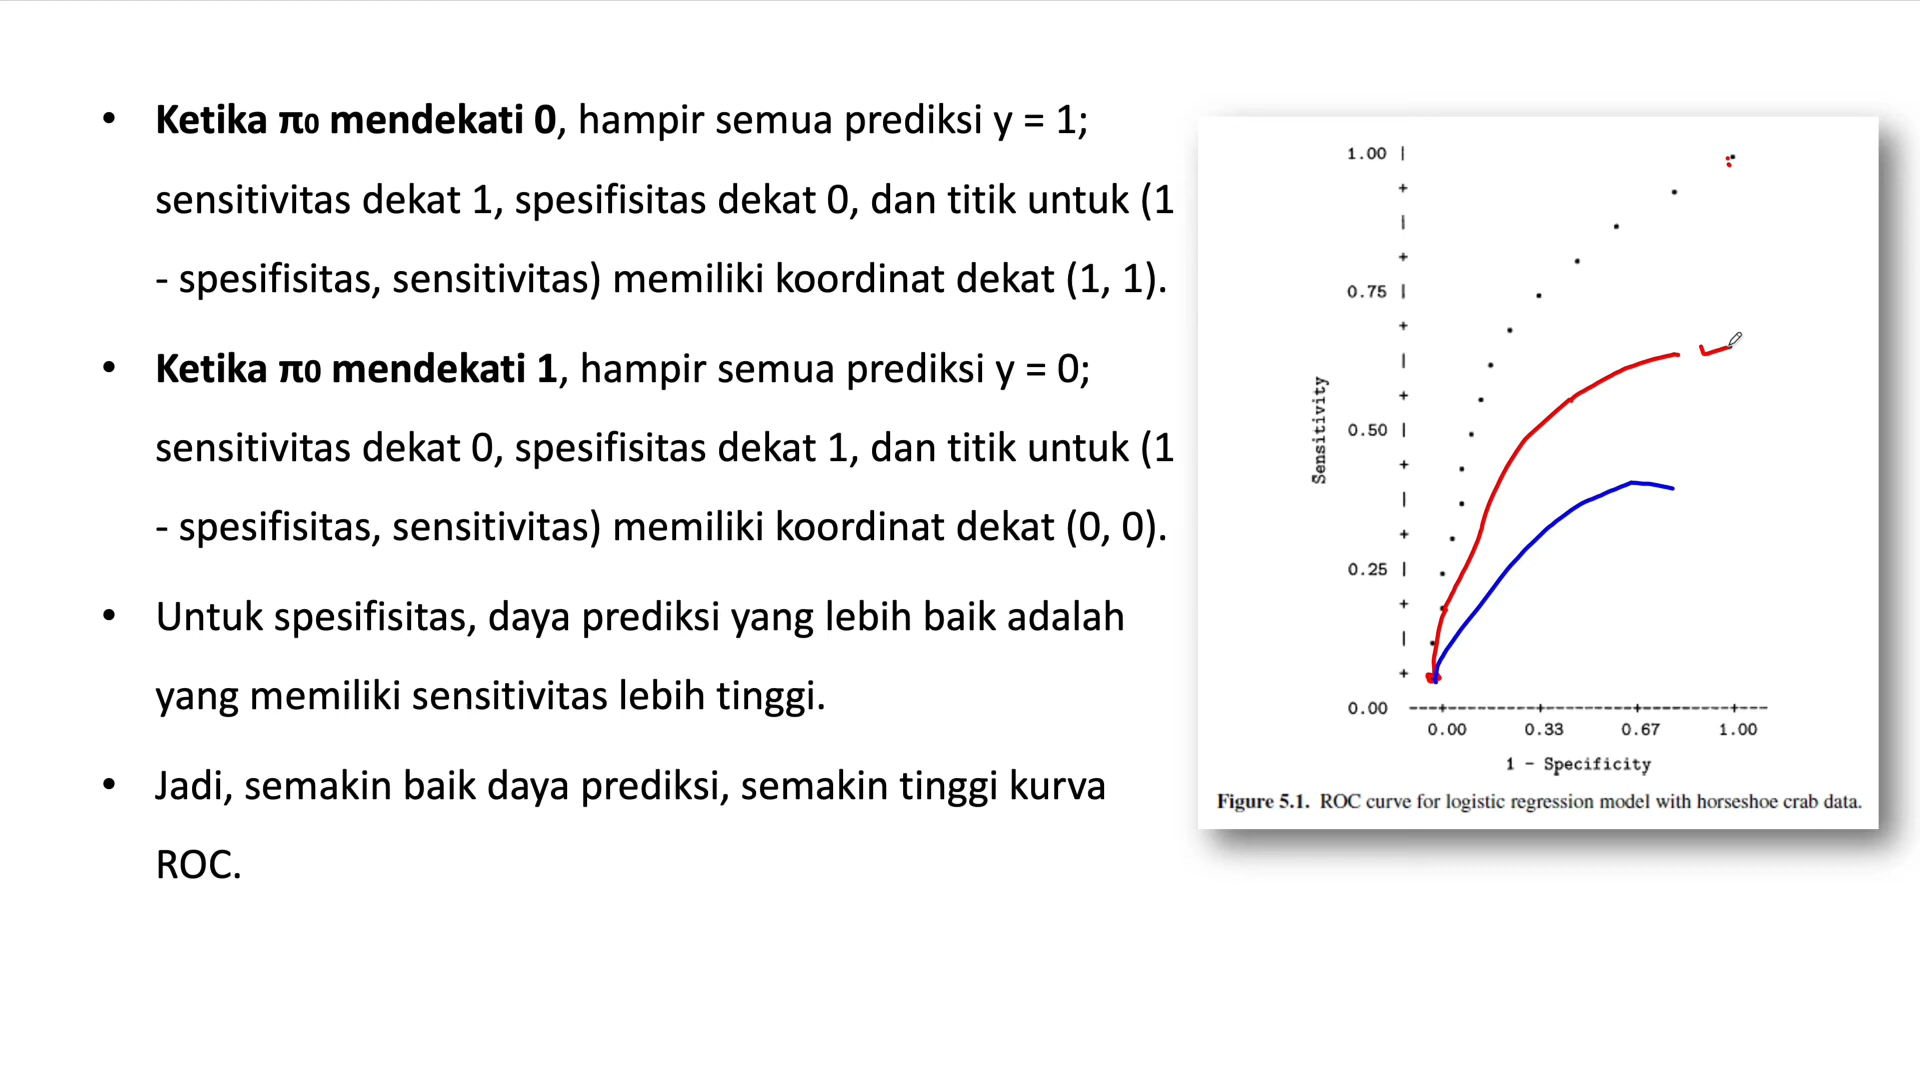 • Ketika π₀ mendekati 0, hampir semua prediksi y = 1;
sensitivitas dekat 1, spesifisitas dekat 0, dan titik untuk (1
- spesifisitas, sensitivitas) memiliki koordinat dekat (1, 1).
• Ketika π0 mendekati 1, hampir semua prediksi y = 0;
sensitivitas dekat 0, spesifisitas dekat 1, dan titik untuk (1
- spesifisitas, sensitivitas) memiliki koordinat dekat (0, 0).
• Untuk spesifisitas, daya prediksi yang lebih baik adalah
yang memiliki sensitivitas lebih tinggi.
• Jadi, semakin baik daya prediksi, semakin tinggi kurva
ROC.
1.00
0.75
Sensitivity
0.50
0.25
0.00
0.00 0.33 0.67 1.00
1 - Specificity
Figure 5.1. ROC curve for logistic regression model with horseshoe crab data.